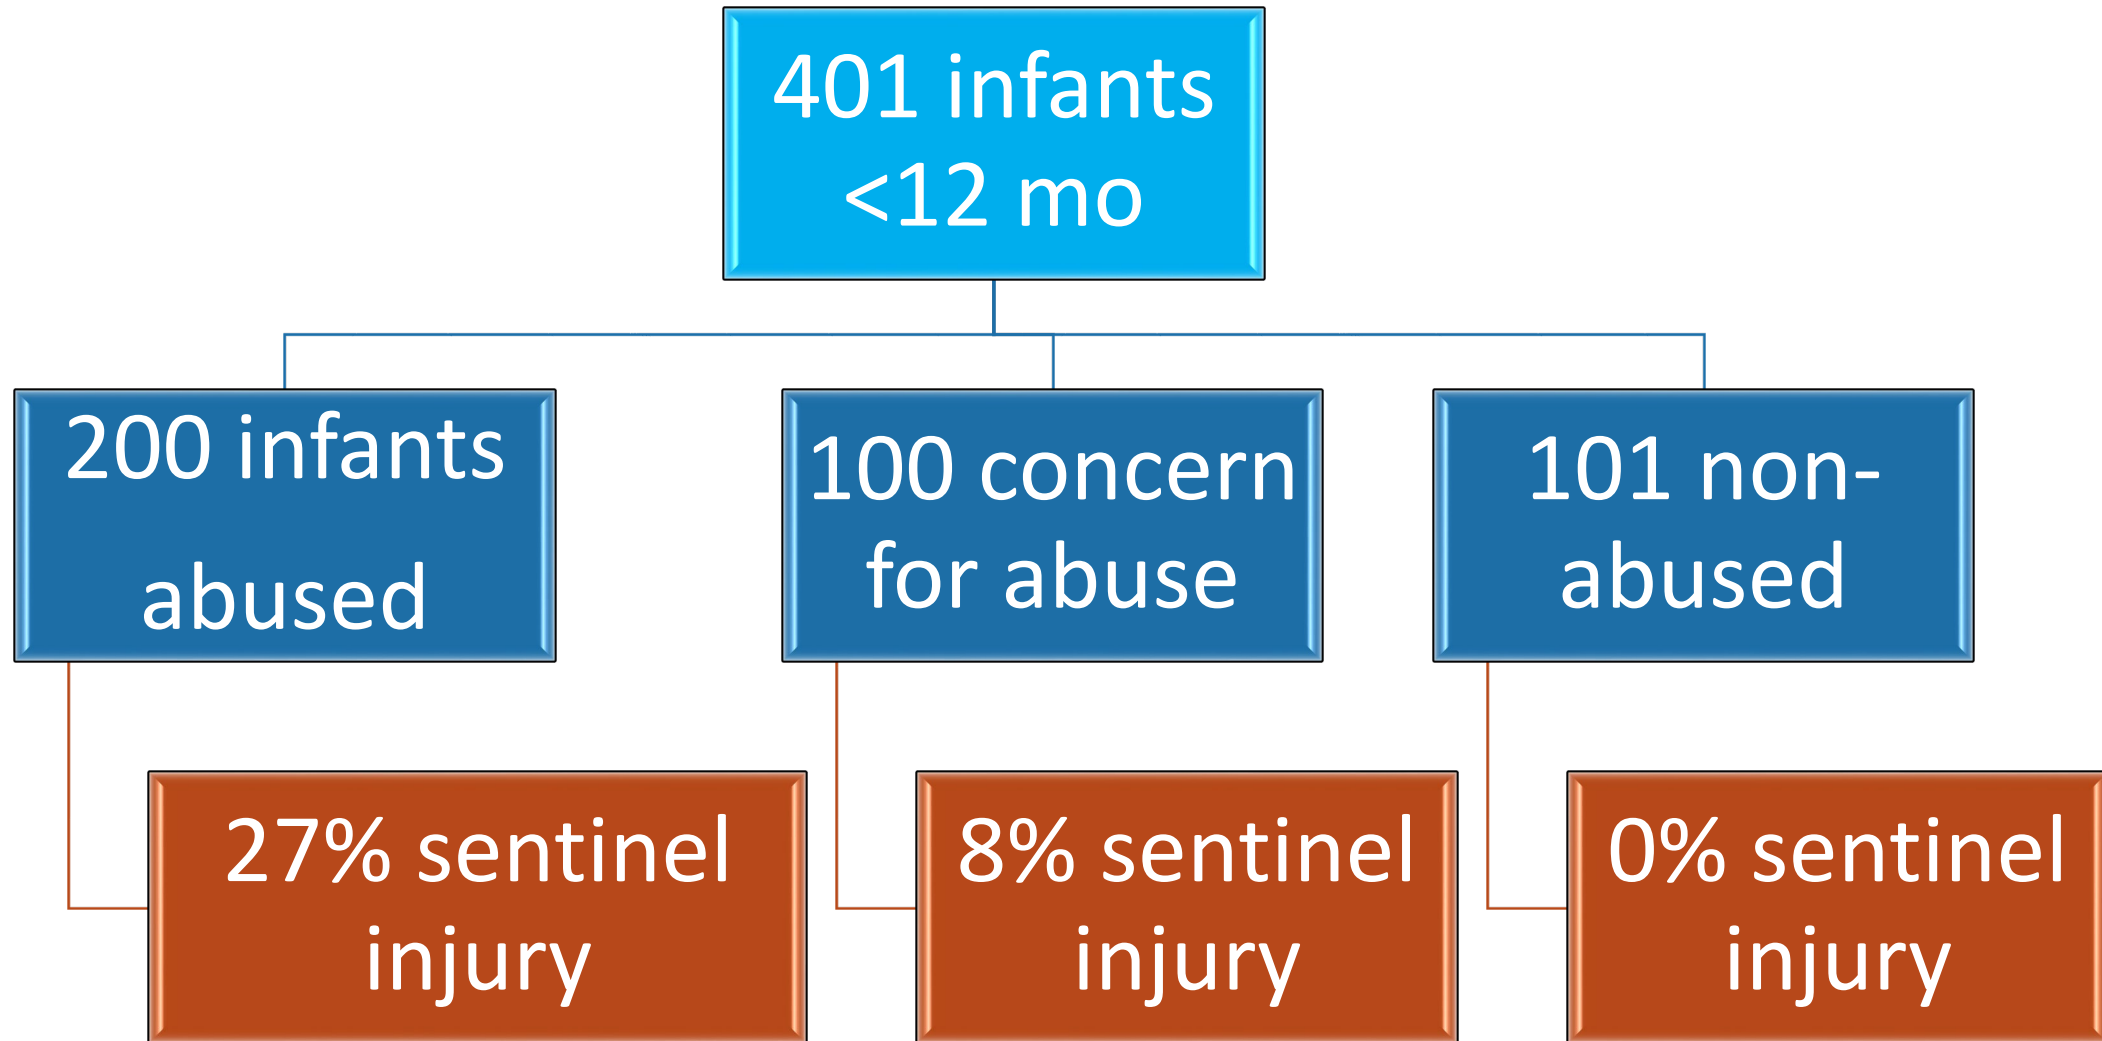 401 infants
<12 mo
200 infants
abused
100 concern
for abuse
101 non-
abused
27% sentinel
injury
8% sentinel
injury
0% sentinel
injury